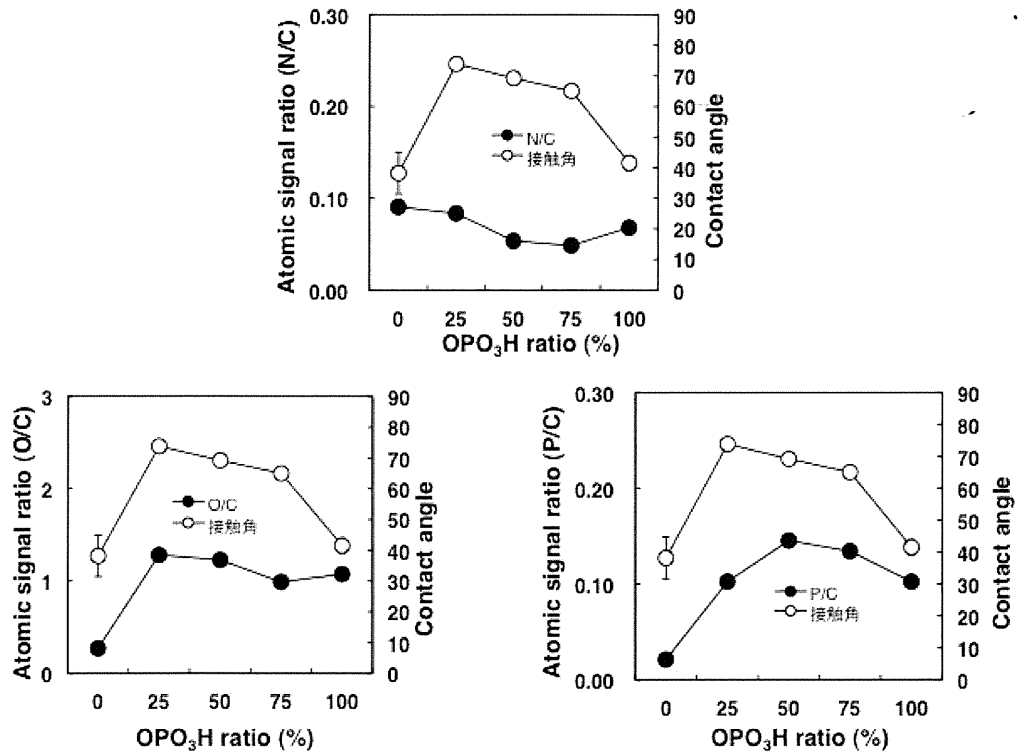 0.30
0.20
0.10
0.00
Atomic signal ratio (N/C)
90
80
70
60
50
40
30
20
10
0
Contact angle
N/C
接触角
0 25 50 75 100
OPO₃H ratio (%)
3
2
1
0
Atomic signal ratio (O/C)
90
80
70
60
50
40
30
20
10
0
Contact angle
O/C
接触角
0 25 50 75 100
OPO₃H ratio (%)
0.30
0.20
0.10
0.00
Atomic signal ratio (P/C)
90
80
70
60
50
40
30
20
10
0
Contact angle
P/C
接触角
0 25 50 75 100
OPO₃H ratio (%)